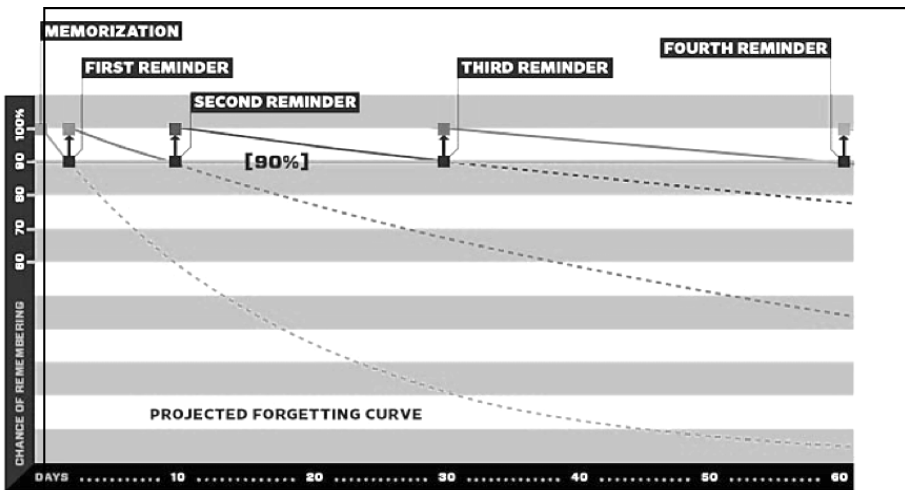 MEMORIZATION
FOURTH REMINDER
FIRST REMINDER
THIRD REMINDER
SECOND REMINDER
100%
90
[90%]
80
70
60
CHANCE OF REMEMBERING
PROJECTED FORGETTING CURVE
DAYS 10 20 30 40 50 60